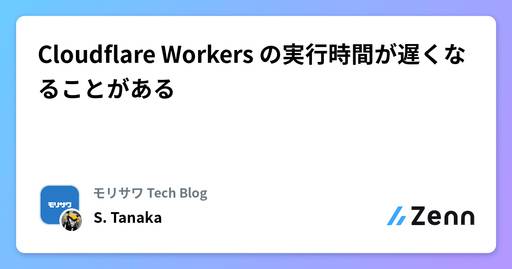 Cloudflare Workers の実行時間が遅くな
ることがある
モリサワ
モリサワ Tech Blog
S. Tanaka
Zenn